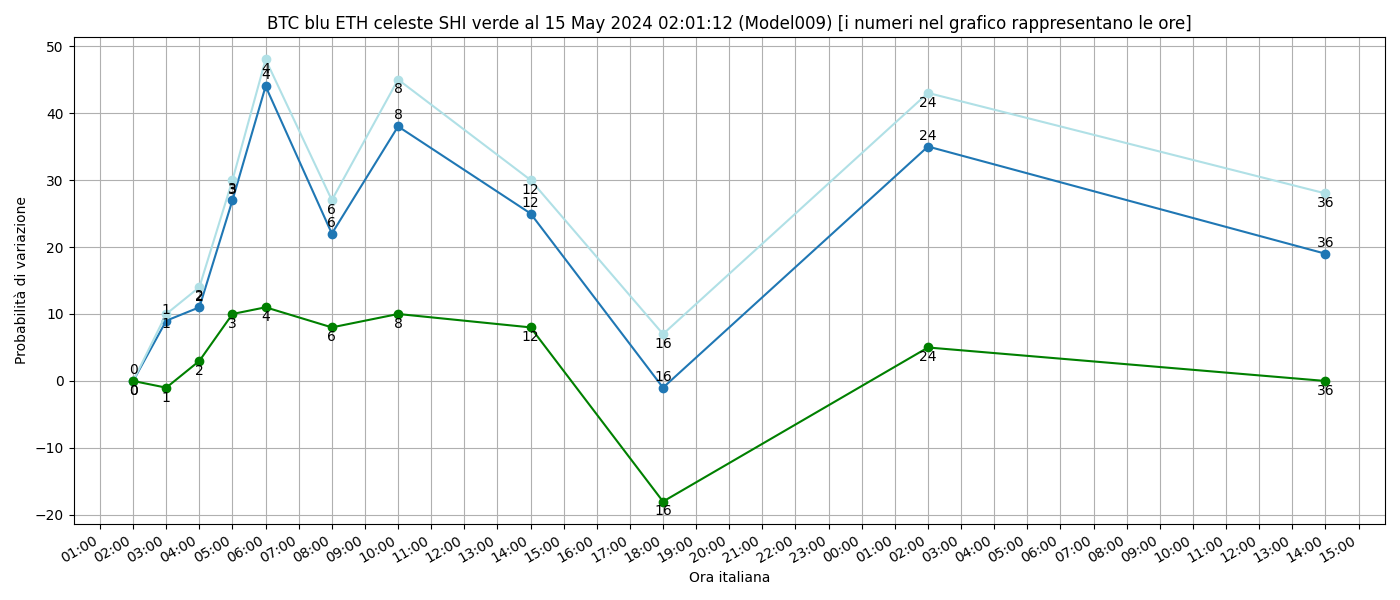 BTC blu ETH celeste SHI verde al 15 May 2024 02:01:12 (Model009) [i numeri nel grafico rappresentano le ore]
50
40
30
20
10
0
−10
−20
Probabilità di variazione
0 1 2 3 4 6 8 12 16 24 36
0 1 2 3 4 6 8 12 16 24 36
0 1 2 3 4 6 8 12 16 24 36
01:00 02:00 03:00 04:00 05:00 06:00 07:00 08:00 09:00 10:00 11:00 12:00 13:00 14:00 15:00 16:00 17:00 18:00 19:00 20:00 21:00 22:00 23:00 00:00 01:00 02:00 03:00 04:00 05:00 06:00 07:00 08:00 09:00 10:00 11:00 12:00 13:00 14:00 15:00
Ora italiana